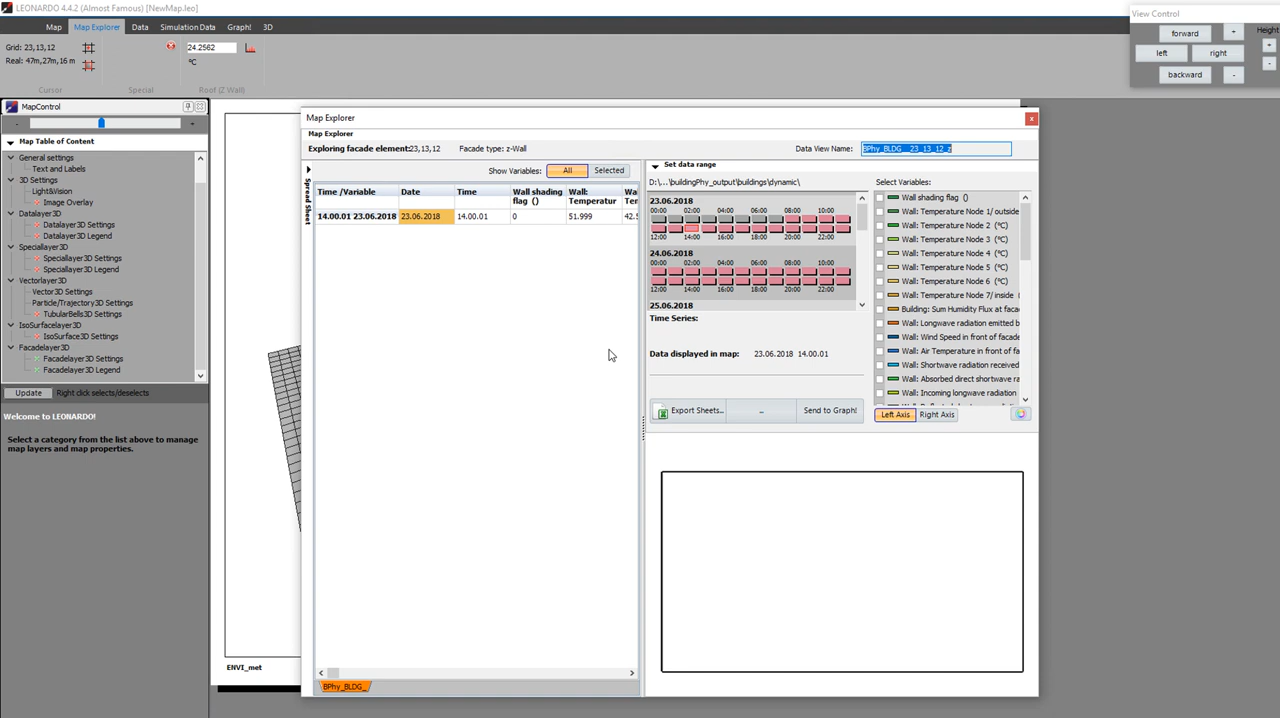 LEONARDO 4.4.2 (Almost Famous) [NewMap.leo]
Map Map Explorer Data Simulation Data Graph! 3D
Grid: 23,13,12
Real: 47m,27m,16 m
24.2562
°C
Cursor Special Roof (Z Wall)
View Control
forward + Height
left right +
backward - -
MapControl
- +
Map Table of Content
General settings
Text and Labels
3D Settings
Light&Vision
Image Overlay
Datalayer3D
Datalayer3D Settings
Datalayer3D Legend
Speciallayer3D
Speciallayer3D Settings
Speciallayer3D Legend
Vectorlayer3D
Vector3D Settings
Particle/Trajectory3D Settings
TubularBells3D Settings
IsoSurfacelayer3D
IsoSurface3D Settings
Facadelayer3D
Facadelayer3D Settings
Facadelayer3D Legend
Update Right click selects/deselects
Welcome to LEONARDO!
Select a category from the list above to manage
map layers and map properties.
ENVI_met
Map Explorer x
Map Explorer
Exploring facade element:23,13,12 Facade type: z-Wall Data View Name: BPhy_BLDG__23_13_12_z
Spread Sheet
Show Variables: All Selected
Time /Variable Date Time Wall shading flag () Wall: Temperatur
14.00.01 23.06.2018 23.06.2018 14.00.01 0 51.999
BPhy_BLDG_
Set data range
D:\...\buildingPhy_output\buildings\dynamic\
23.06.2018
00:00 02:00 04:00 06:00 08:00 10:00
12:00 14:00 16:00 18:00 20:00 22:00
24.06.2018
00:00 02:00 04:00 06:00 08:00 10:00
12:00 14:00 16:00 18:00 20:00 22:00
25.06.2018
Time Series:
Data displayed in map: 23.06.2018 14.00.01
Export Sheets... .. Send to Graph!
Select Variables:
Wall shading flag ()
Wall: Temperature Node 1/ outside
Wall: Temperature Node 2 (°C)
Wall: Temperature Node 3 (°C)
Wall: Temperature Node 4 (°C)
Wall: Temperature Node 5 (°C)
Wall: Temperature Node 6 (°C)
Wall: Temperature Node 7/ inside (
Building: Sum Humidity Flux at faca
Wall: Longwave radiation emitted b
Wall: Wind Speed in front of facade
Wall: Air Temperature in front of fa
Wall: Shortwave radiation received
Wall: Absorbed direct shortwave ra
Wall: Incoming longwave radiation
Left Axis Right Axis